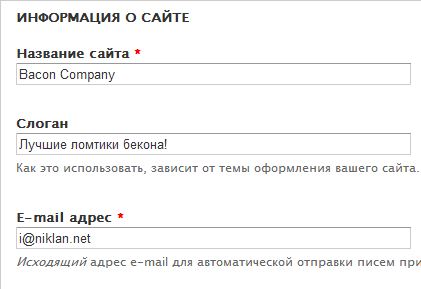 ИНФОРМАЦИЯ О САЙТЕ
Название сайта *
Bacon Company
Слоган
Лучшие ломтики бекона!
Как это использовать, зависит от темы оформления вашего сайта.
E-mail адрес *
i@niklan.net
Исходящий адрес e-mail для автоматической отправки писем при